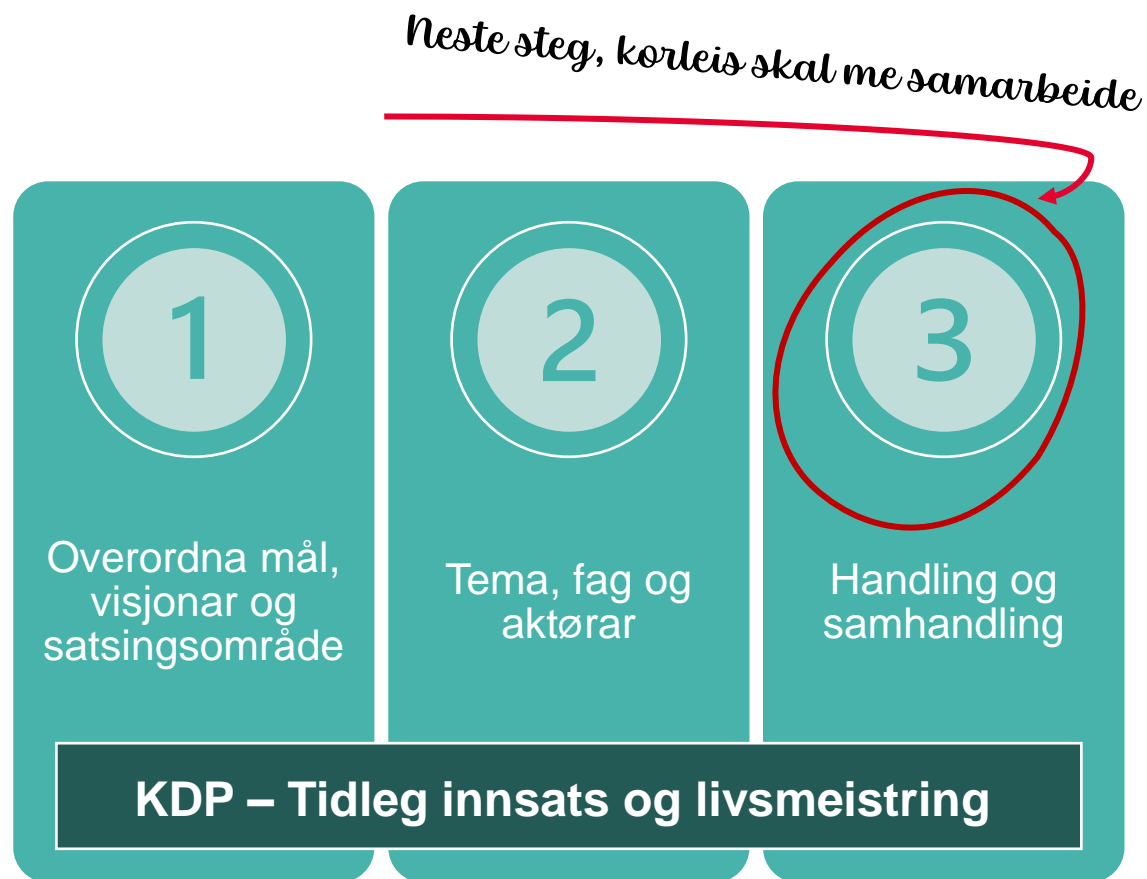 Neste steg, korleis skal me samarbeide
1
Overordna mål,
visjonar og
satsingsområde
2
Tema, fag og
aktørar
3
Handling og
samhandling
KDP – Tidleg innsats og livsmeistring